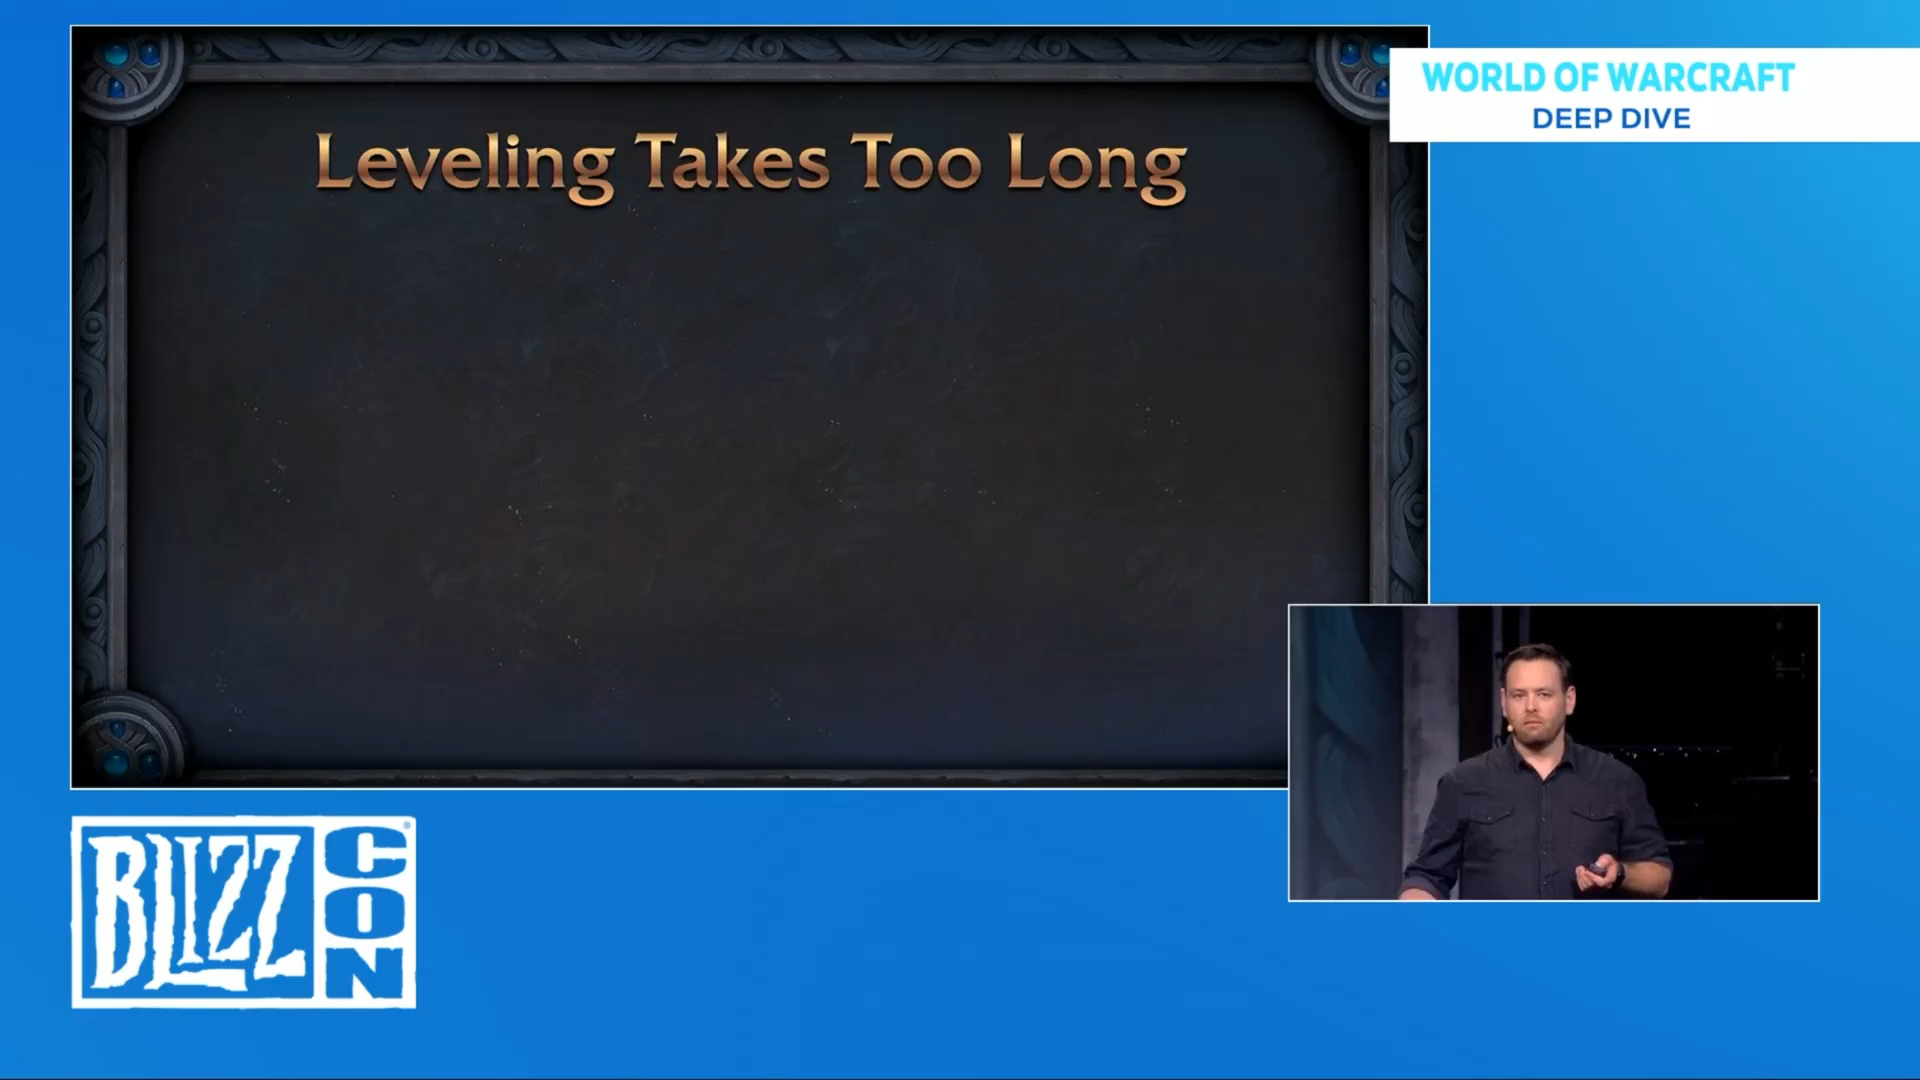 Leveling Takes Too Long
WORLD OF WARCRAFT
DEEP DIVE
BLIZZ
CON